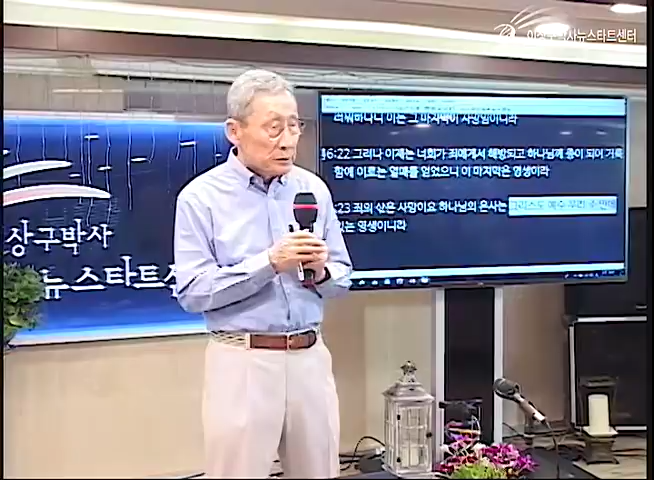 이상구박사뉴스타트센터
러워하나니 이는 그 마지막이 사망임이니라
6:22 그러나 이제는 너희가 죄에게서 해방되고 하나님께 종이 되어 거룩
함에 이르는 열매를 얻었으니 이 마지막은 영생이라
:23 죄의 삯은 사망이요 하나님의 은사는 그리스도 예수 우리 주 안에
있는 영생이니라
상구박사
뉴스타트